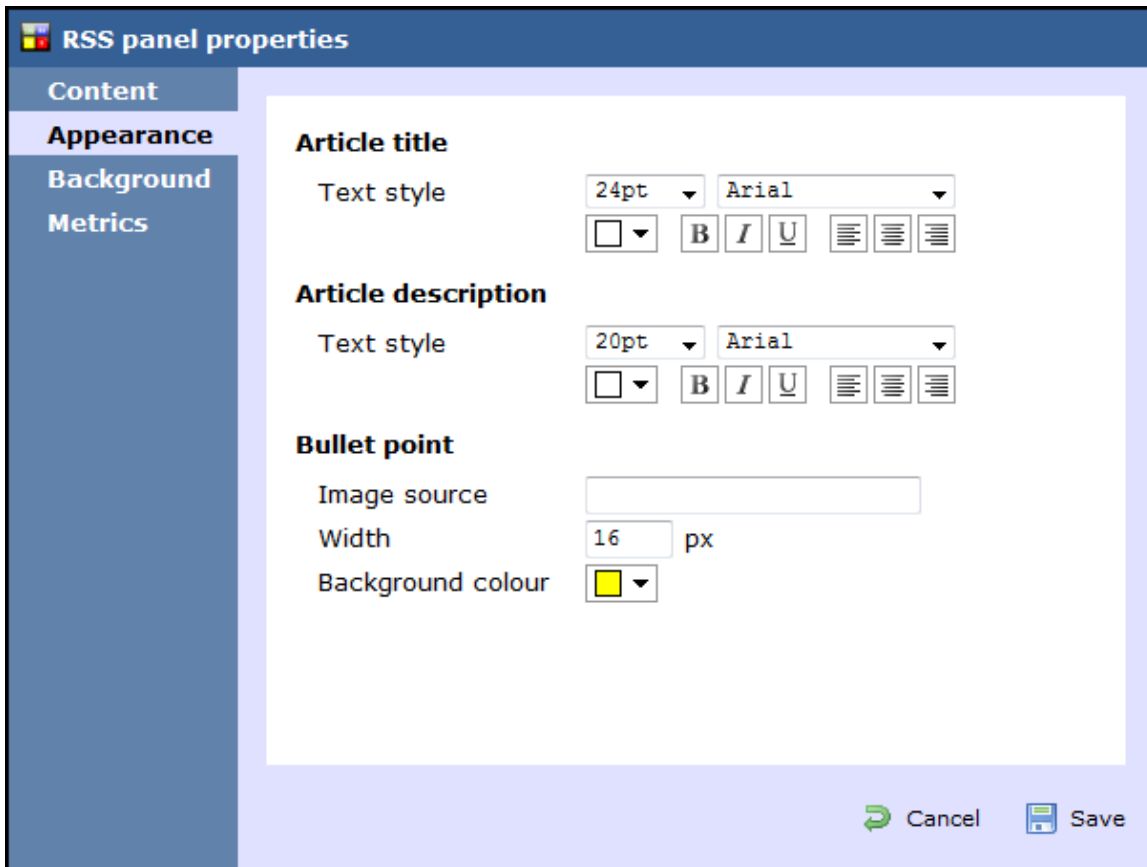 RSS panel properties
Content
Appearance
Background
Metrics
Article title
Text style 24pt Arial
B I U
Article description
Text style 20pt Arial
B I U
Bullet point
Image source
Width 16 px
Background colour
Cancel Save